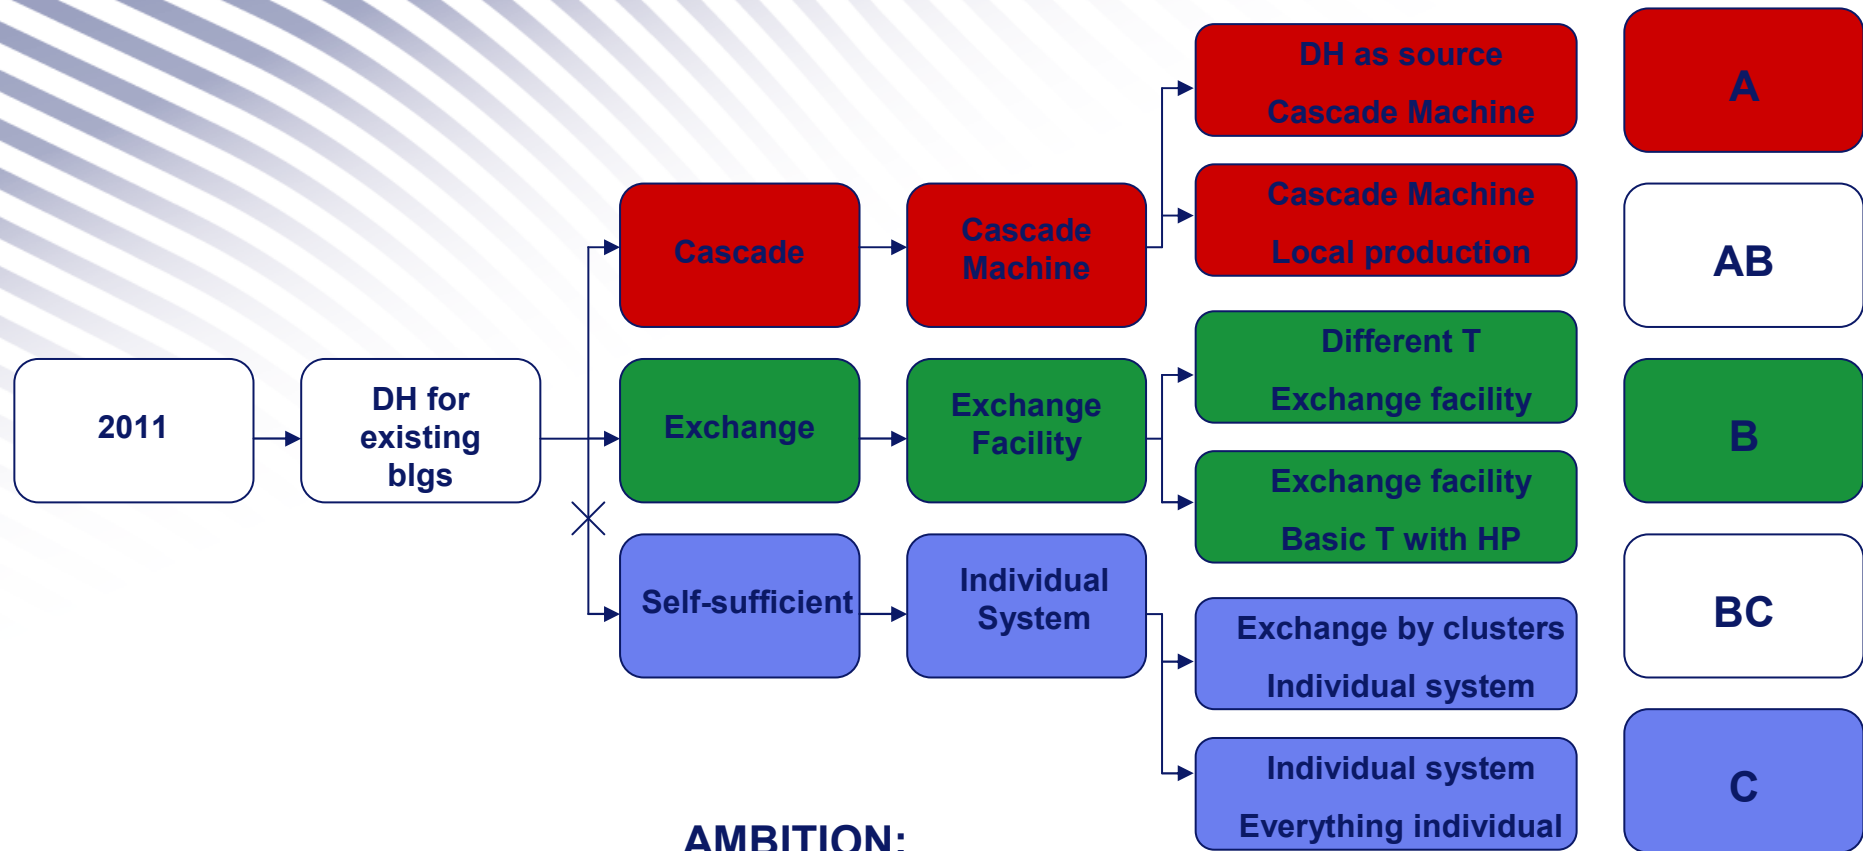 2011
DH for
existing
blgs
Cascade
Exchange
Self-sufficient
Cascade
Machine
Exchange
Facility
Individual
System
DH as source
Cascade Machine
Cascade Machine
Local production
Different T
Exchange facility
Exchange facility
Basic T with HP
Exchange by clusters
Individual system
Individual system
Everything individual
A
AB
B
BC
C
AMBITION: